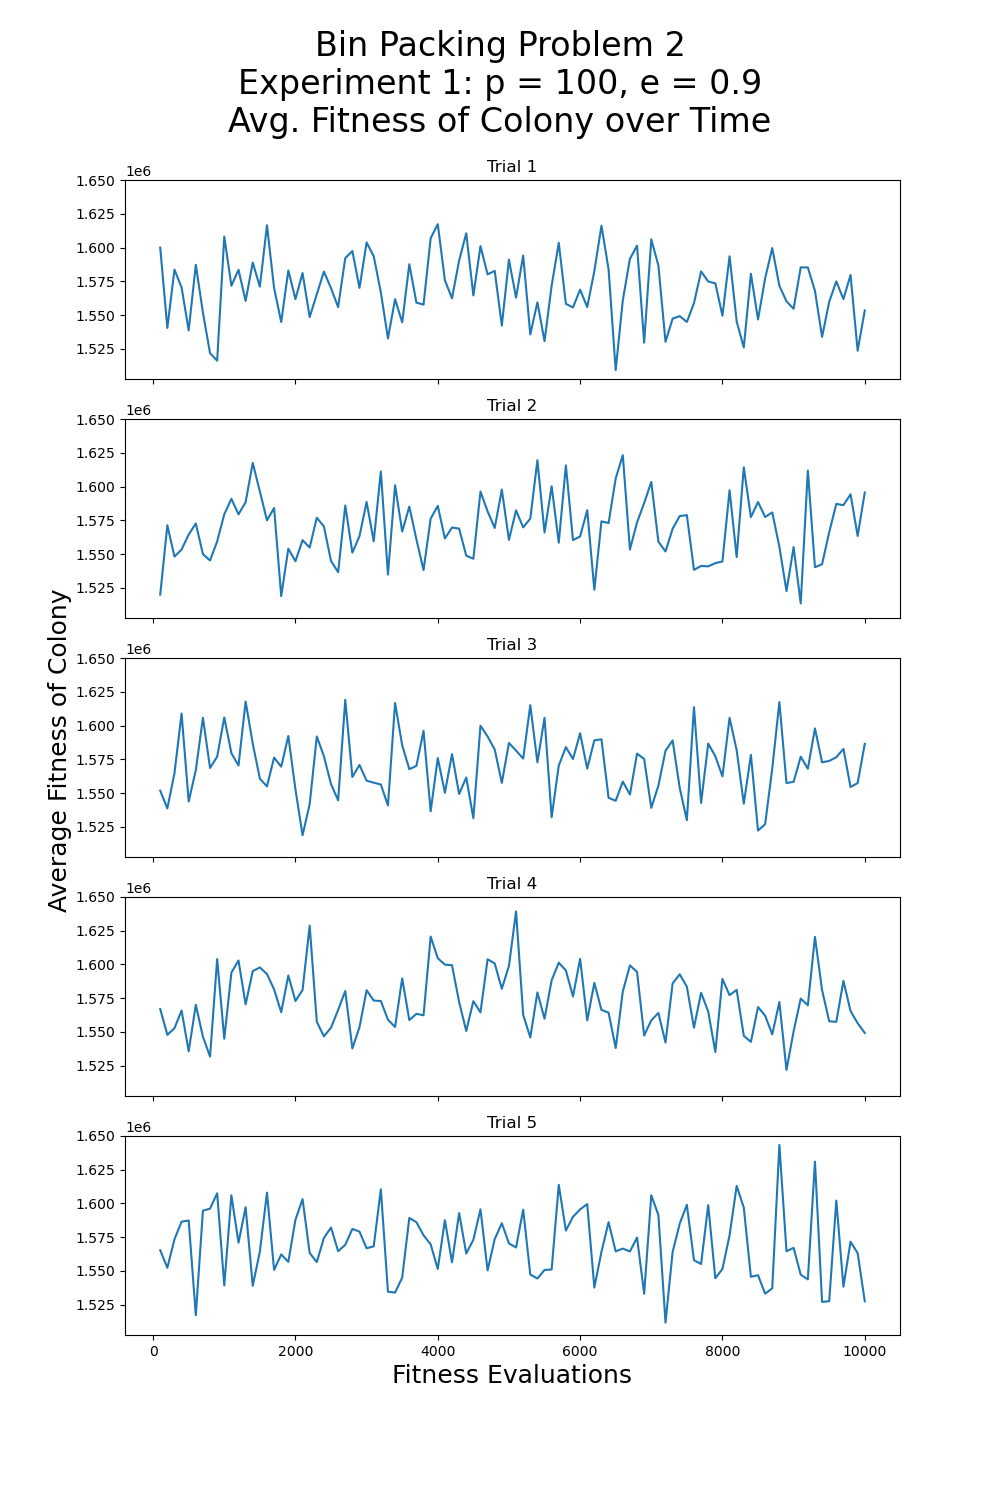 Bin Packing Problem 2
Experiment 1: p = 100, e = 0.9
Avg. Fitness of Colony over Time
Trial 1
1e6
1.650
1.625
1.600
1.575
1.550
1.525
Trial 2
1e6
1.650
1.625
1.600
1.575
1.550
1.525
Trial 3
1e6
1.650
1.625
1.600
1.575
1.550
1.525
Trial 4
1e6
1.650
1.625
1.600
1.575
1.550
1.525
Trial 5
1e6
1.650
1.625
1.600
1.575
1.550
1.525
0 2000 4000 6000 8000 10000
Fitness Evaluations
Average Fitness of Colony